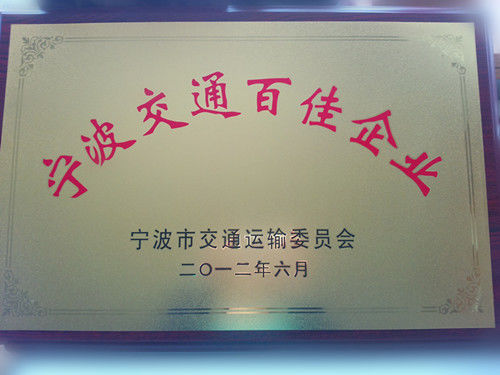 宁波交通百佳企业
宁波市交通运输委员会
二〇一二年六月